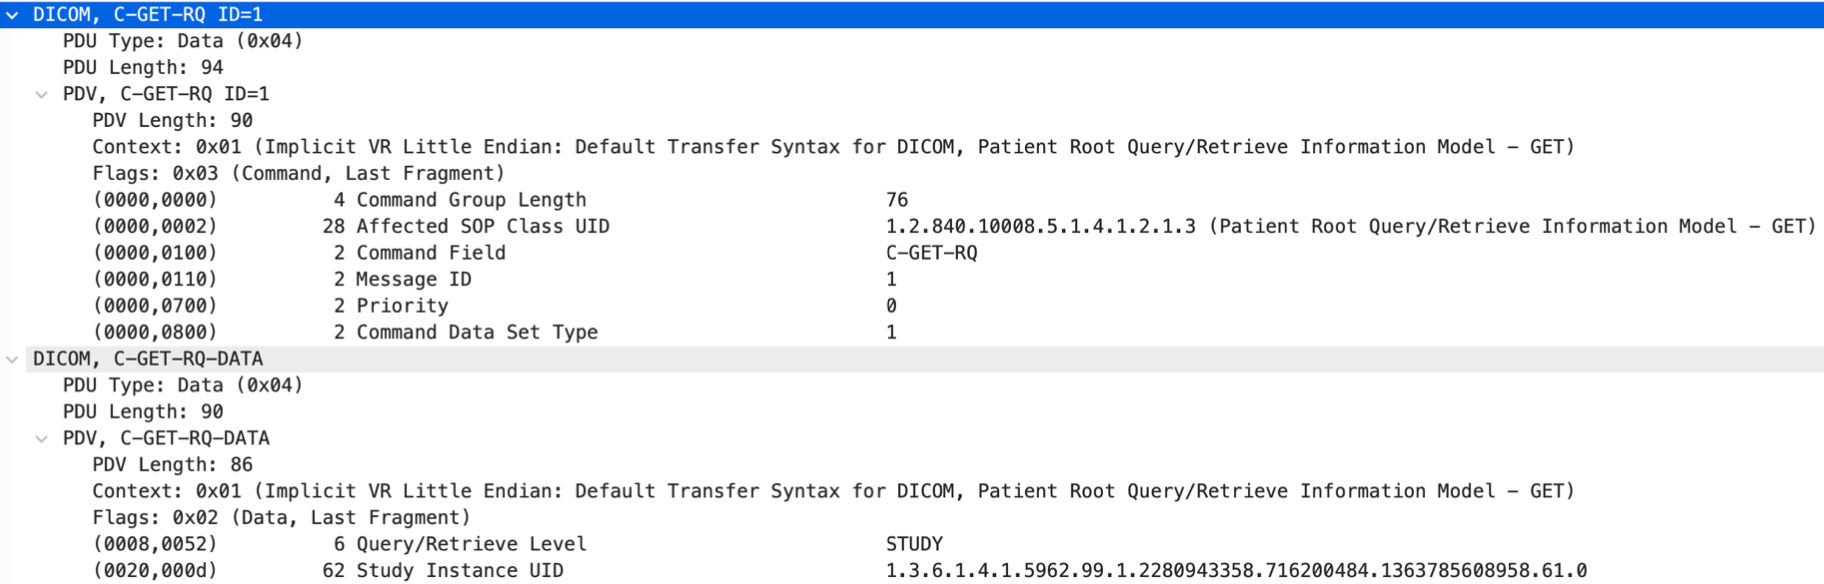 DICOM, C-GET-RQ ID=1
PDU Type: Data (0x04)
PDU Length: 94
PDV, C-GET-RQ ID=1
PDV Length: 90
Context: 0x01 (Implicit VR Little Endian: Default Transfer Syntax for DICOM, Patient Root Query/Retrieve Information Model – GET)
Flags: 0x03 (Command, Last Fragment)
(0000,0000) 4 Command Group Length 76
(0000,0002) 28 Affected SOP Class UID 1.2.840.10008.5.1.4.1.2.1.3 (Patient Root Query/Retrieve Information Model – GET)
(0000,0100) 2 Command Field C-GET-RQ
(0000,0110) 2 Message ID 1
(0000,0700) 2 Priority 0
(0000,0800) 2 Command Data Set Type 1
DICOM, C-GET-RQ-DATA
PDU Type: Data (0x04)
PDU Length: 90
PDV, C-GET-RQ-DATA
PDV Length: 86
Context: 0x01 (Implicit VR Little Endian: Default Transfer Syntax for DICOM, Patient Root Query/Retrieve Information Model – GET)
Flags: 0x02 (Data, Last Fragment)
(0008,0052) 6 Query/Retrieve Level STUDY
(0020,000d) 62 Study Instance UID 1.3.6.1.4.1.5962.99.1.2280943358.716200484.1363785608958.61.0